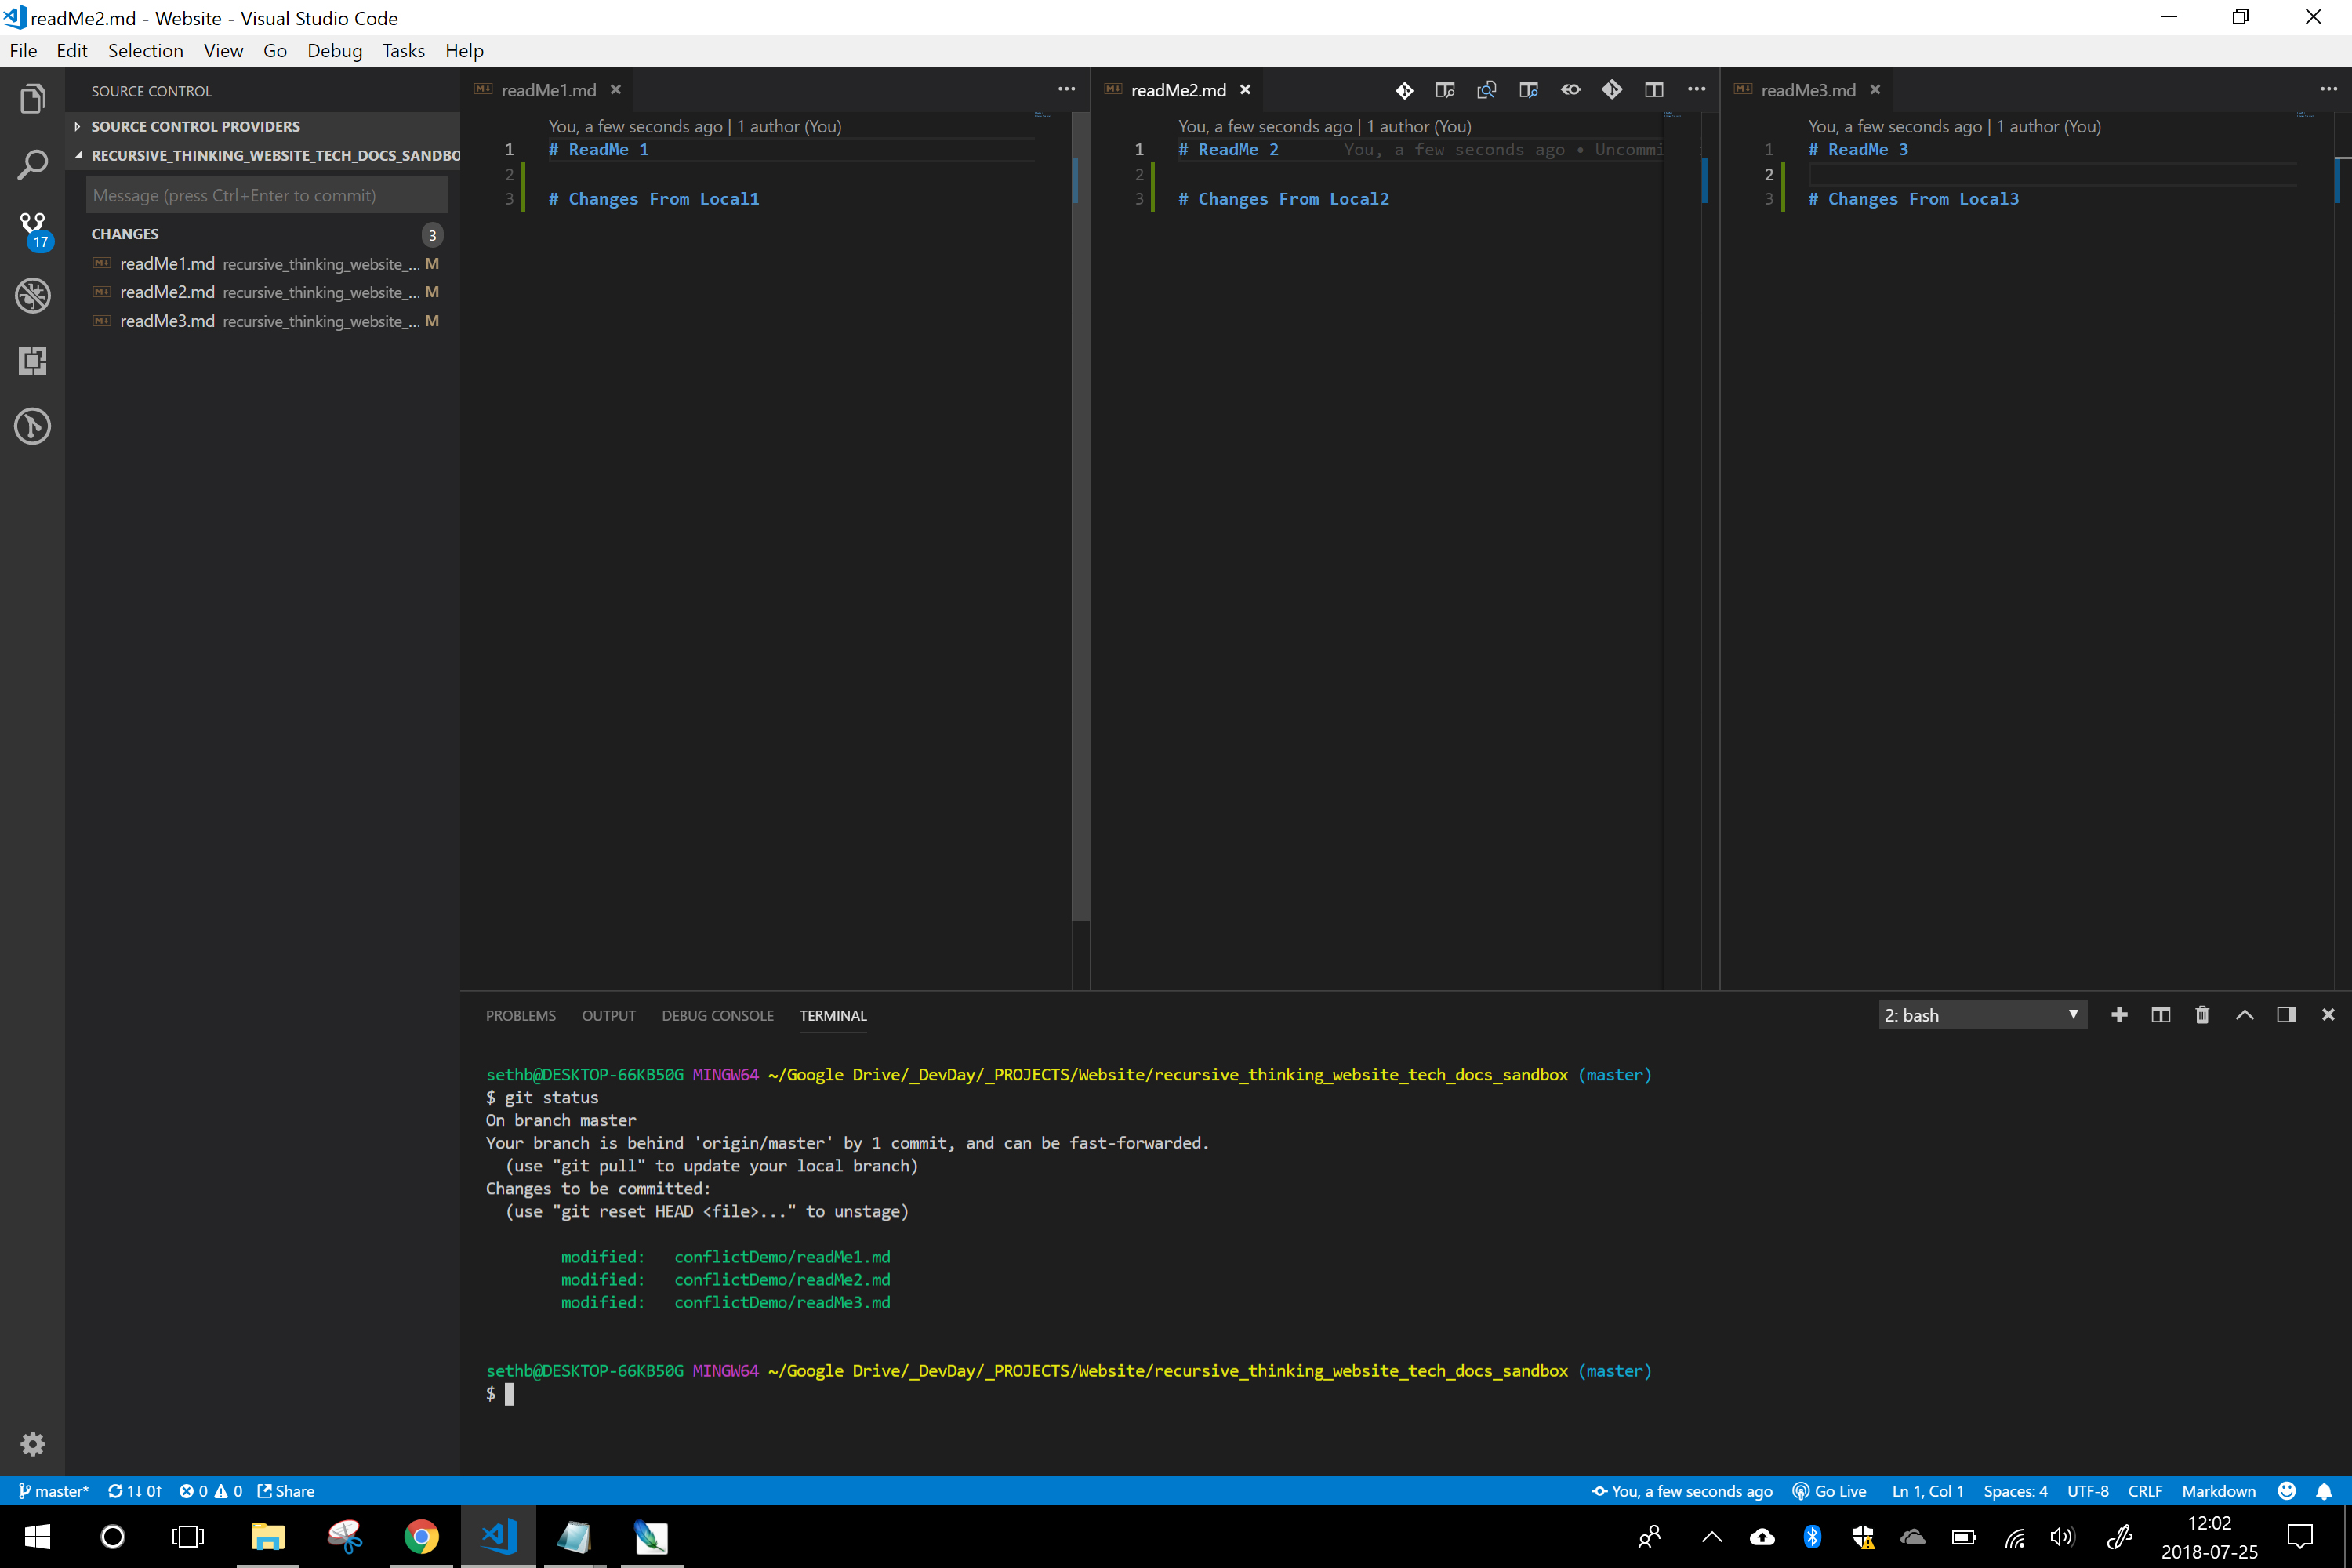 readMe2.md - Website - Visual Studio Code
File Edit Selection View Go Debug Tasks Help
SOURCE CONTROL
SOURCE CONTROL PROVIDERS
RECURSIVE_THINKING_WEBSITE_TECH_DOCS_SANDBO
Message (press Ctrl+Enter to commit)
CHANGES 3
readMe1.md recursive_thinking_website_... M
readMe2.md recursive_thinking_website_... M
readMe3.md recursive_thinking_website_... M
17
readMe1.md
You, a few seconds ago | 1 author (You)
1 # ReadMe 1
2
3 # Changes From Local1
readMe2.md
You, a few seconds ago | 1 author (You)
1 # ReadMe 2 You, a few seconds ago • Uncommi
2
3 # Changes From Local2
readMe3.md
You, a few seconds ago | 1 author (You)
1 # ReadMe 3
2
3 # Changes From Local3
PROBLEMS OUTPUT DEBUG CONSOLE TERMINAL 2: bash
sethb@DESKTOP-66KB50G MINGW64 ~/Google Drive/_DevDay/_PROJECTS/Website/recursive_thinking_website_tech_docs_sandbox (master)
$ git status
On branch master
Your branch is behind 'origin/master' by 1 commit, and can be fast-forwarded.
(use "git pull" to update your local branch)
Changes to be committed:
(use "git reset HEAD <file>..." to unstage)
modified: conflictDemo/readMe1.md
modified: conflictDemo/readMe2.md
modified: conflictDemo/readMe3.md
sethb@DESKTOP-66KB50G MINGW64 ~/Google Drive/_DevDay/_PROJECTS/Website/recursive_thinking_website_tech_docs_sandbox (master)
$
master* 1↓ 0↑ 0 0 Share You, a few seconds ago Go Live Ln 1, Col 1 Spaces: 4 UTF-8 CRLF Markdown
12:02
2018-07-25